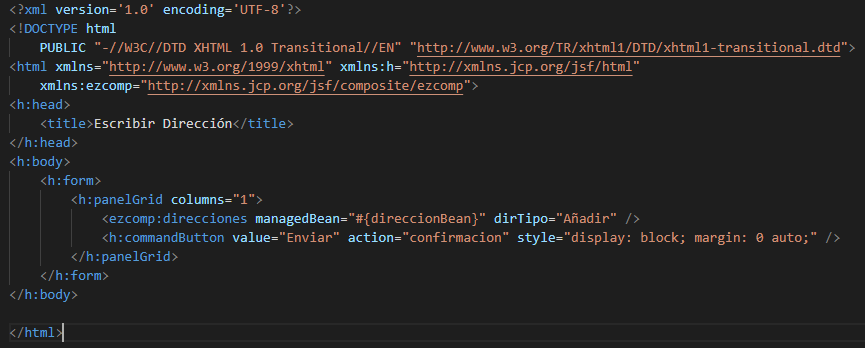 <?xml version='1.0' encoding='UTF-8'?>
<!DOCTYPE html
PUBLIC "-//W3C//DTD XHTML 1.0 Transitional//EN" "http://www.w3.org/TR/xhtml1/DTD/xhtml1-transitional.dtd">
<html xmlns="http://www.w3.org/1999/xhtml" xmlns:h="http://xmlns.jcp.org/jsf/html"
xmlns:ezcomp="http://xmlns.jcp.org/jsf/composite/ezcomp">
<h:head>
<title>Escribir Dirección</title>
</h:head>
<h:body>
<h:form>
<h:panelGrid columns="1">
<ezcomp:direcciones managedBean="#{direccionBean}" dirTipo="Añadir" />
<h:commandButton value="Enviar" action="confirmacion" style="display: block; margin: 0 auto;" />
</h:panelGrid>
</h:form>
</h:body>
</html>